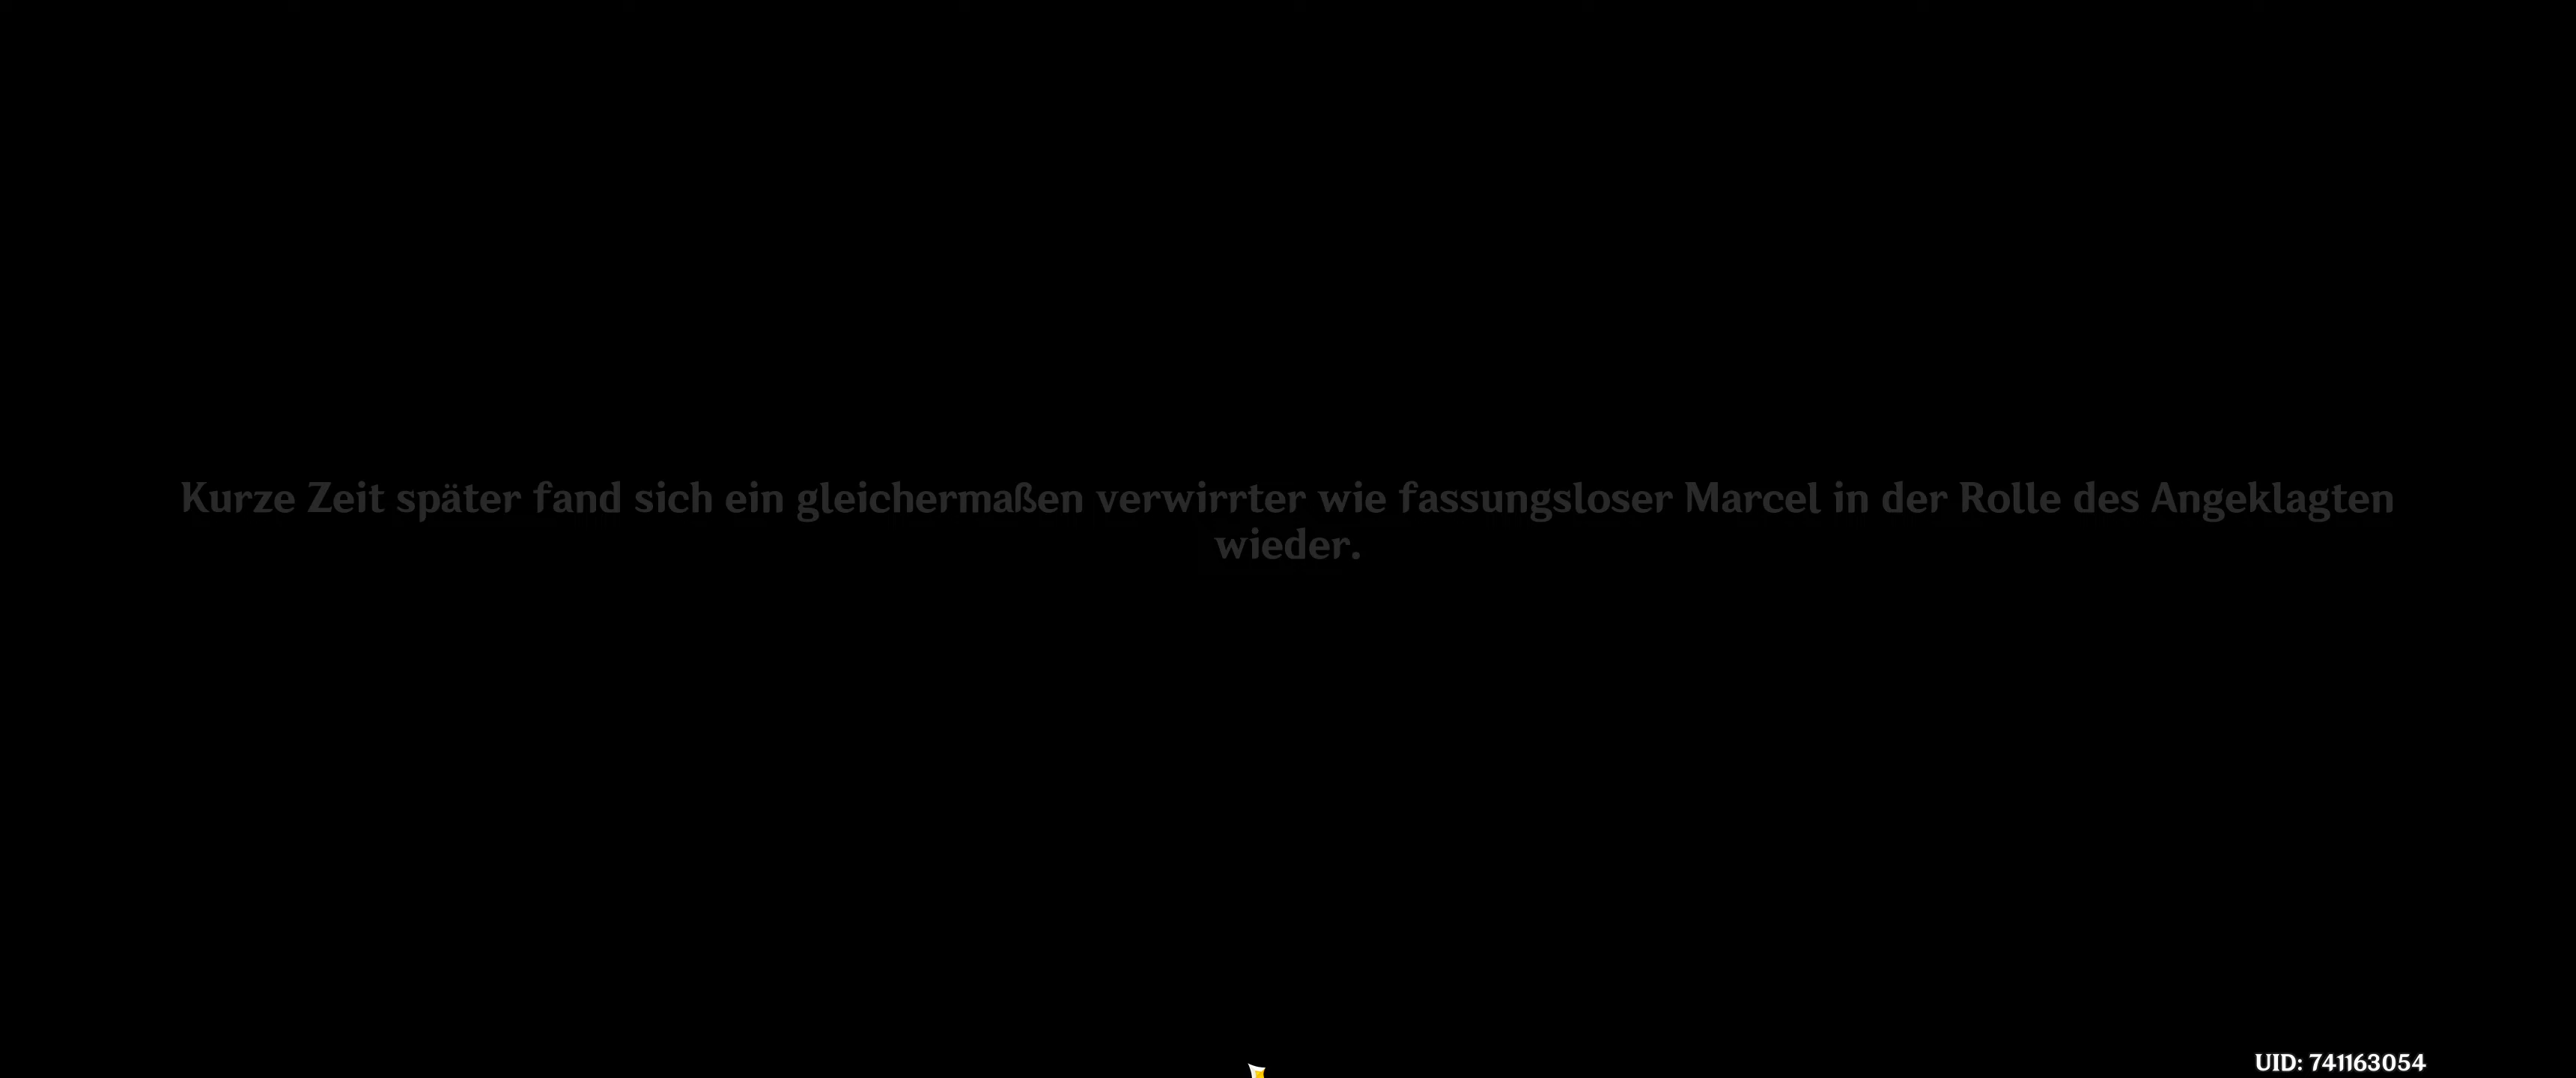 Kurze Zeit später fand sich ein gleichermaßen verwirrter wie fassungsloser Marcel in der Rolle des Angeklagten
wieder.
UID: 741163054